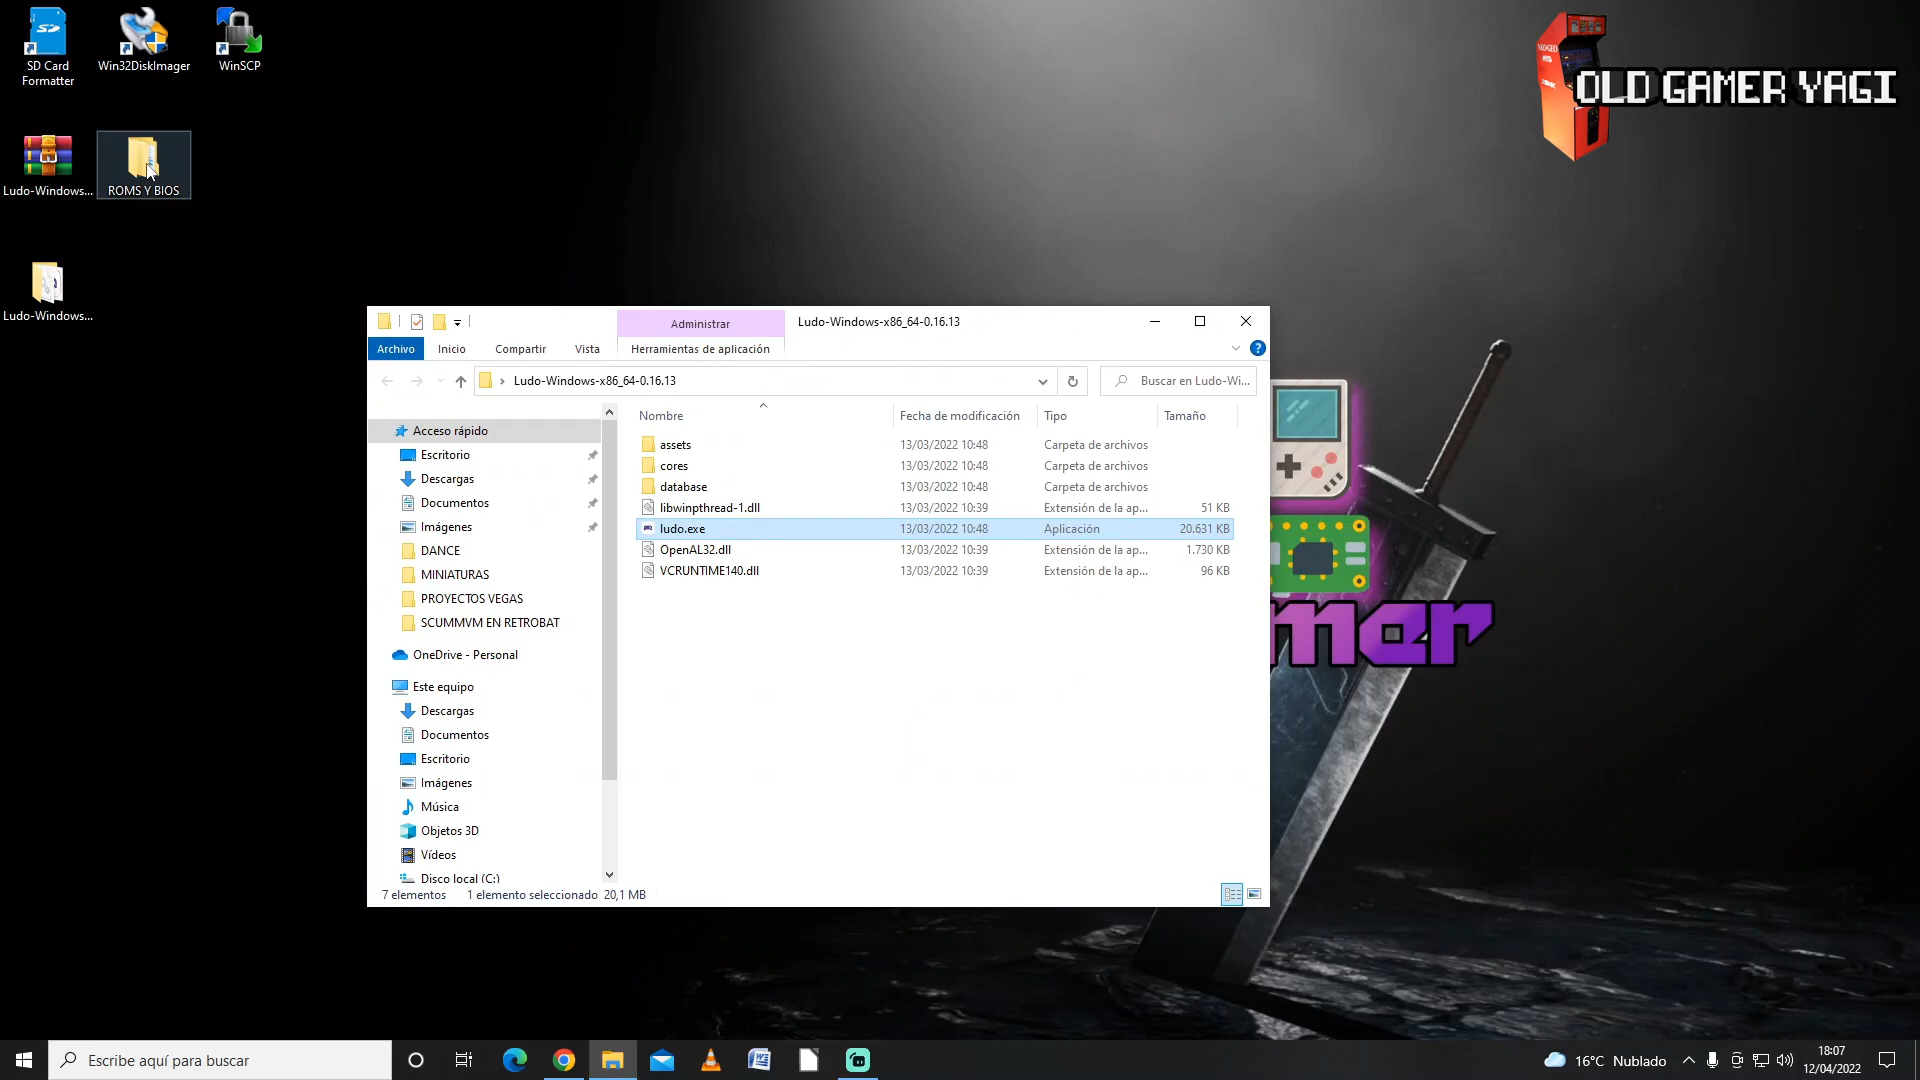 SD Card
Formatter
Win32DiskImager
WinSCP
Ludo-Windows...
ROMS Y BIOS
Ludo-Windows...
OLD GAMER YAGI
Administrar
Ludo-Windows-x86_64-0.16.13
Archivo
Inicio
Compartir
Vista
Herramientas de aplicación
Ludo-Windows-x86_64-0.16.13
Buscar en Ludo-Wi...
Nombre
Fecha de modificación
Tipo
Tamaño
assets 13/03/2022 10:48 Carpeta de archivos
cores 13/03/2022 10:48 Carpeta de archivos
database 13/03/2022 10:48 Carpeta de archivos
libwinpthread-1.dll 13/03/2022 10:39 Extensión de la ap... 51 KB
ludo.exe 13/03/2022 10:48 Aplicación 20.631 KB
OpenAL32.dll 13/03/2022 10:39 Extensión de la ap... 1.730 KB
VCRUNTIME140.dll 13/03/2022 10:39 Extensión de la ap... 96 KB
Acceso rápido
Escritorio
Descargas
Documentos
Imágenes
DANCE
MINIATURAS
PROYECTOS VEGAS
SCUMMVM EN RETROBAT
OneDrive - Personal
Este equipo
Descargas
Documentos
Escritorio
Imágenes
Música
Objetos 3D
Vídeos
Disco local (C:)
7 elementos
1 elemento seleccionado 20,1 MB
mer
Escribe aquí para buscar
16°C Nublado
18:07
12/04/2022